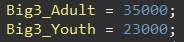 Big3_Adult = 35000;
Big3_Youth = 23000;